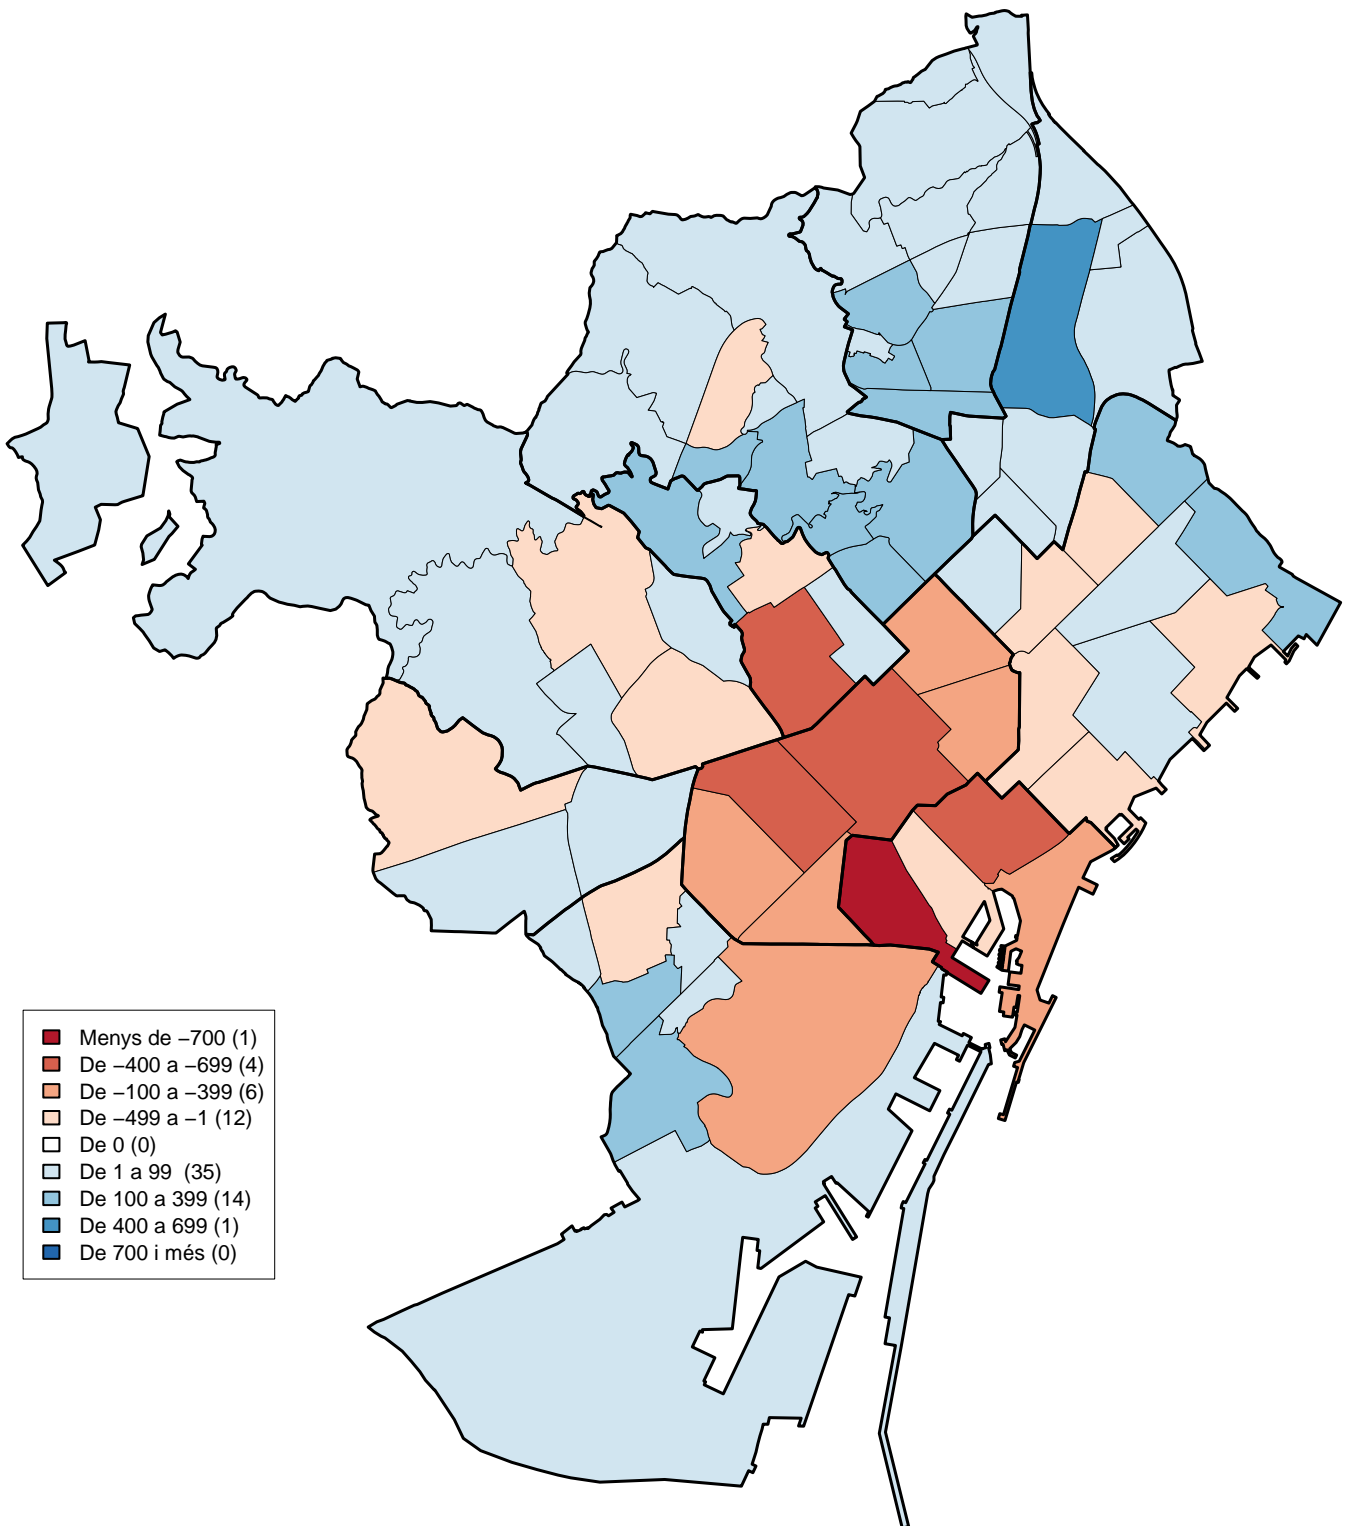 Menys de −700 (1)
De −400 a −699 (4)
De −100 a −399 (6)
De −499 a −1 (12)
De 0 (0)
De 1 a 99 (35)
De 100 a 399 (14)
De 400 a 699 (1)
De 700 i més (0)